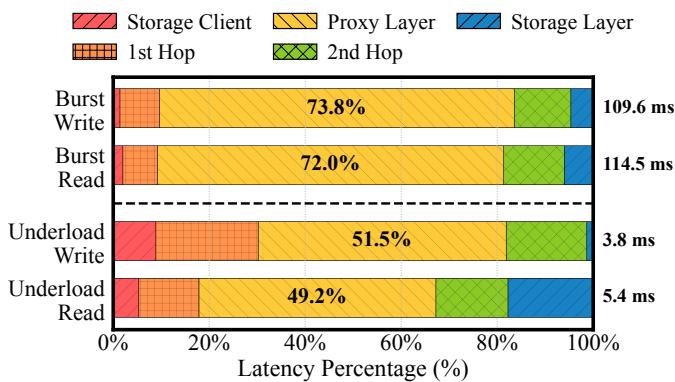 Storage Client Proxy Layer Storage Layer
1st Hop 2nd Hop
Burst
Write
73.8%
109.6 ms
Burst
Read
72.0%
114.5 ms
Underload
Write
51.5%
3.8 ms
Underload
Read
49.2%
5.4 ms
0% 20% 40% 60% 80% 100%
Latency Percentage (%)